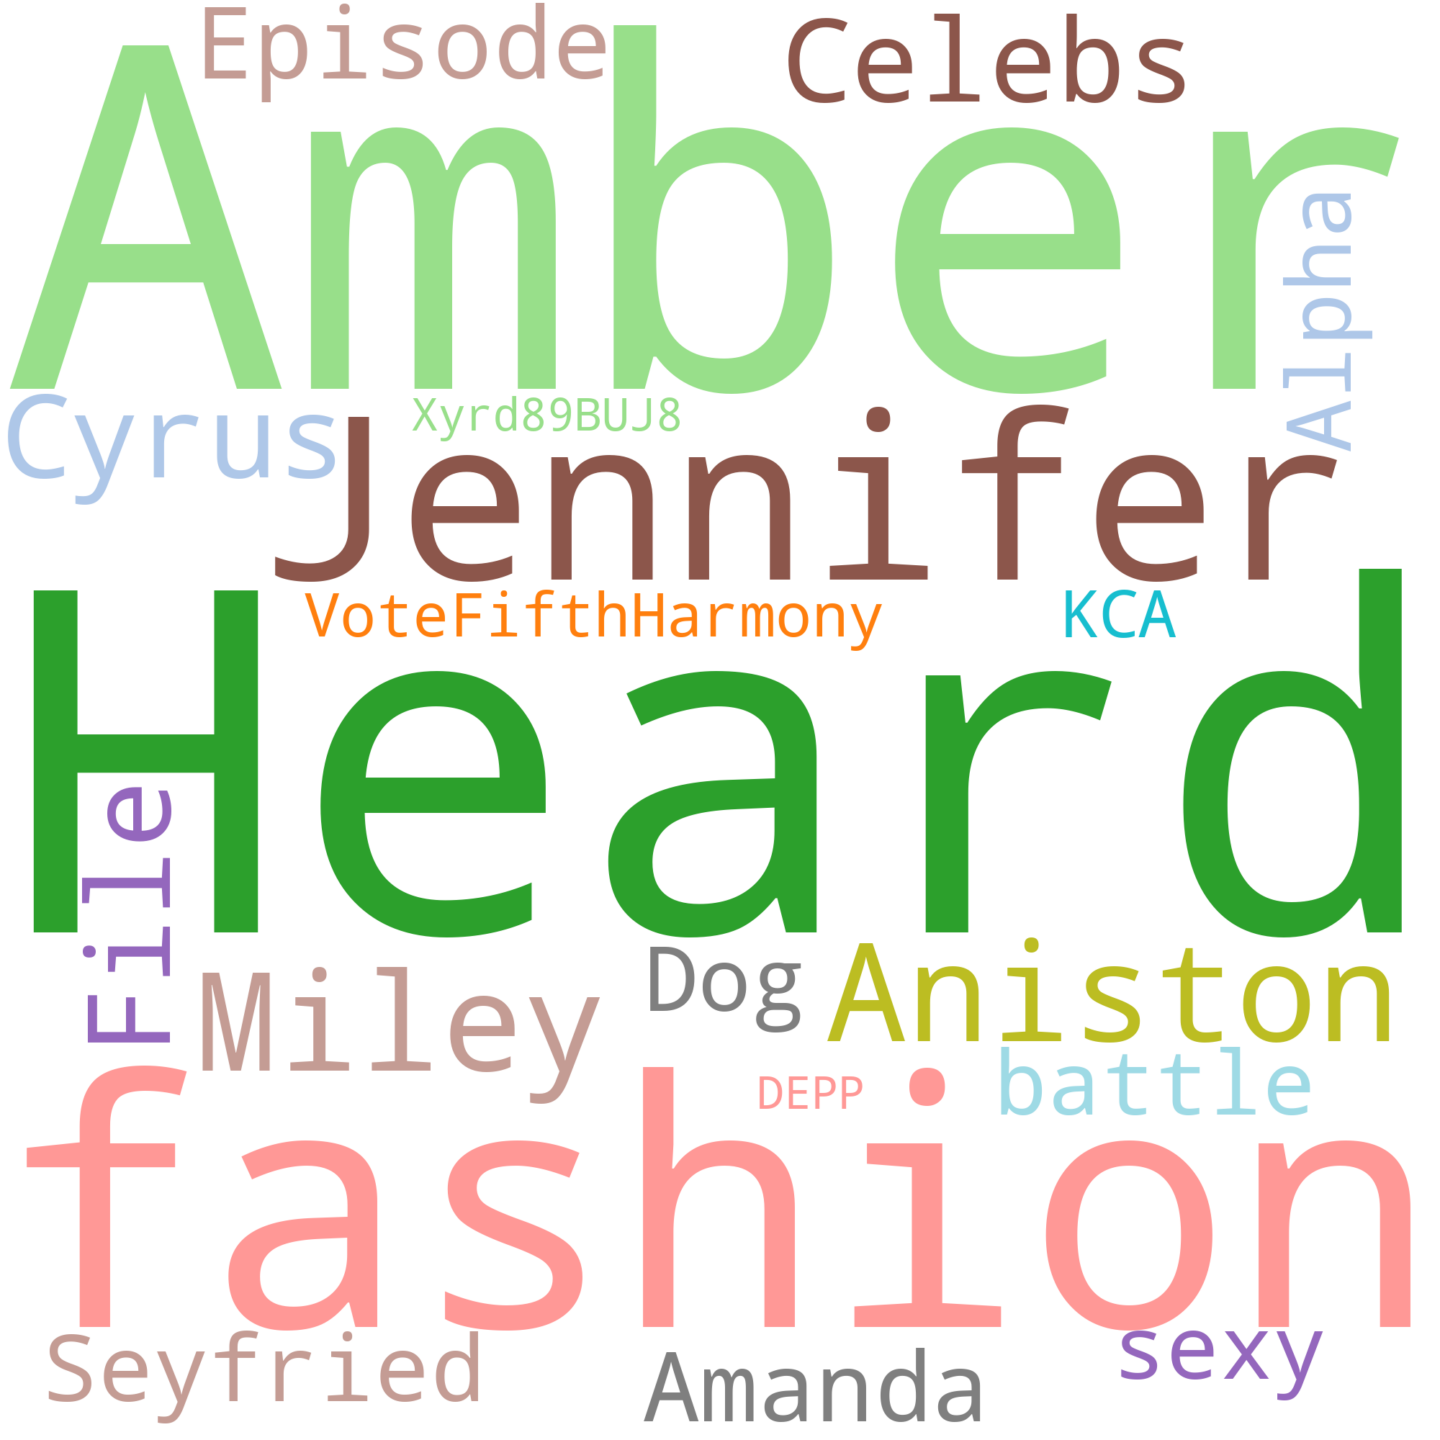 Episode
Celebs
Amber
Alpha
Cyrus
Xyrd89BUJ8
Jennifer
VoteFifthHarmony
KCA
Heard
File
Miley
Dog
Aniston
DEPP
battle
fashion
Seyfried
Amanda
sexy